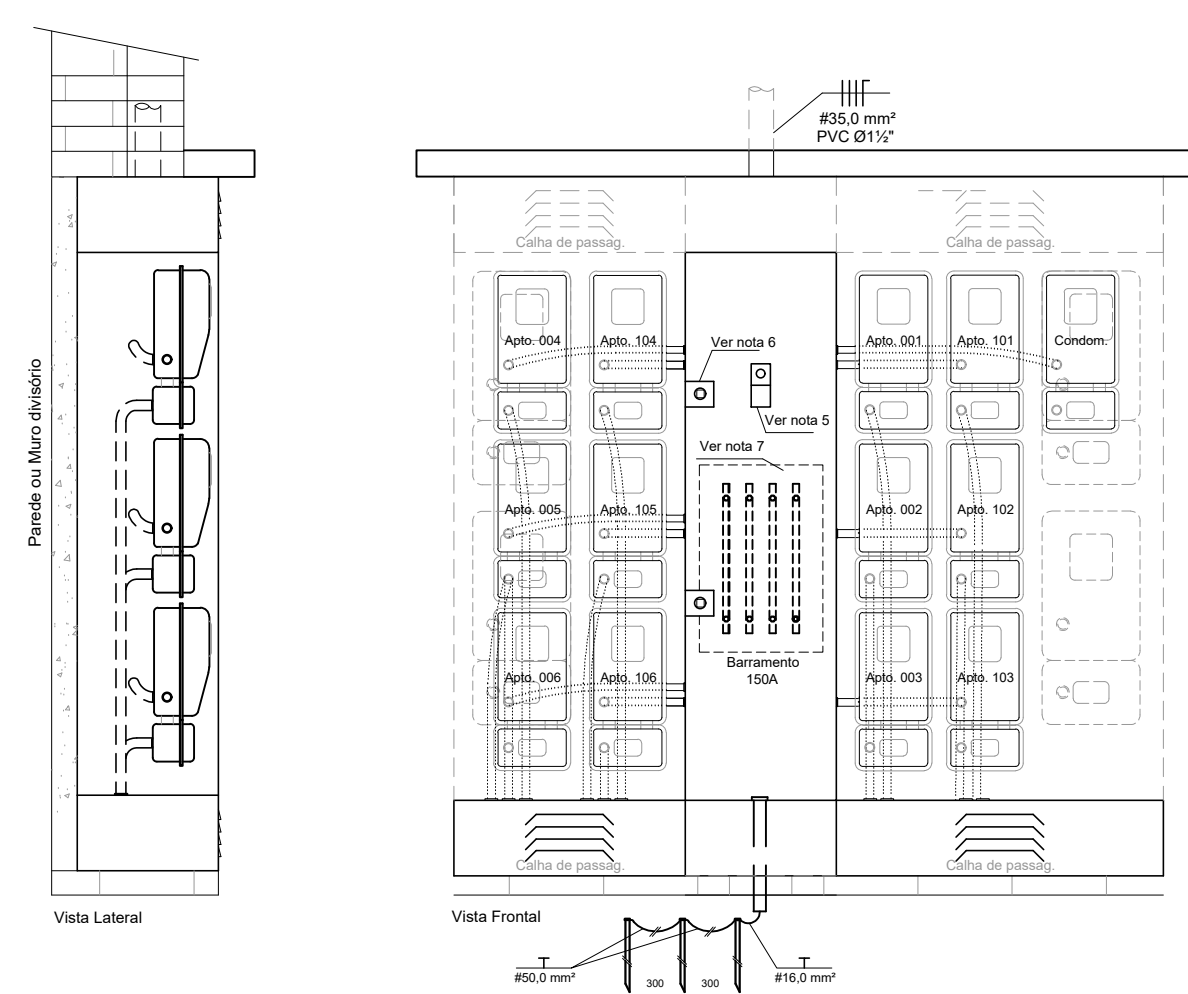 #35,0 mm²
PVC Ø1½"
Calha de passag.
Calha de passag.
Parede ou Muro divisório
Apto. 004
Apto. 104
Ver nota 6
Apto. 001
Apto. 101
Condom.
Ver nota 5
Ver nota 7
Apto. 005
Apto. 105
Apto. 002
Apto. 102
Barramento
150A
Apto. 006
Apto. 106
Apto. 003
Apto. 103
Calha de passag.
Calha de passag.
Vista Lateral
Vista Frontal
#50,0 mm²
300
300
#16,0 mm²